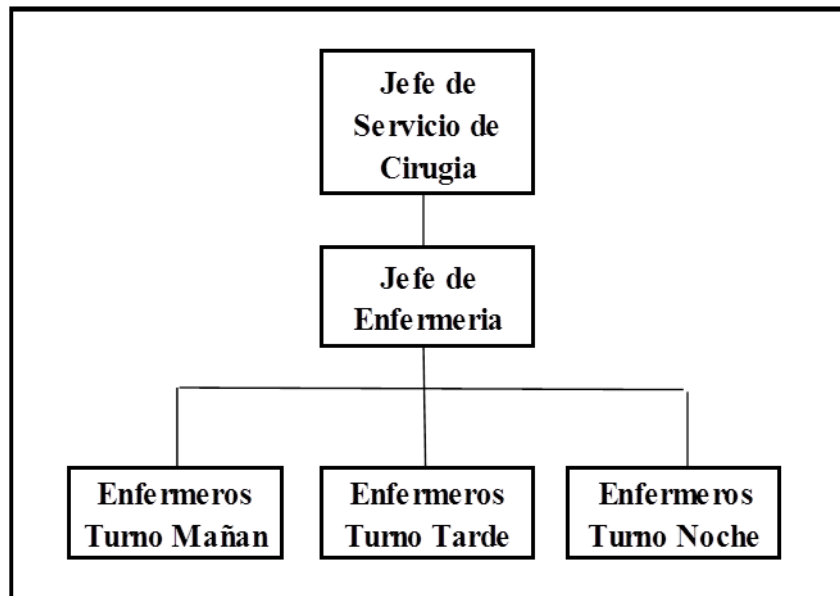 Jefe de
Servicio de
Cirugia
Jefe de
Enfermeria
Enfermeros
Turno Mañan
Enfermeros
Turno Tarde
Enfermeros
Turno Noche